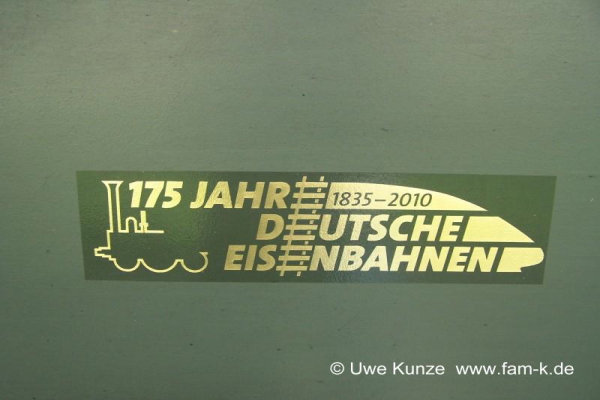 175 JAHRE 1835–2010
DEUTSCHE
EISENBAHNEN
© Uwe Kunze www.fam-k.de